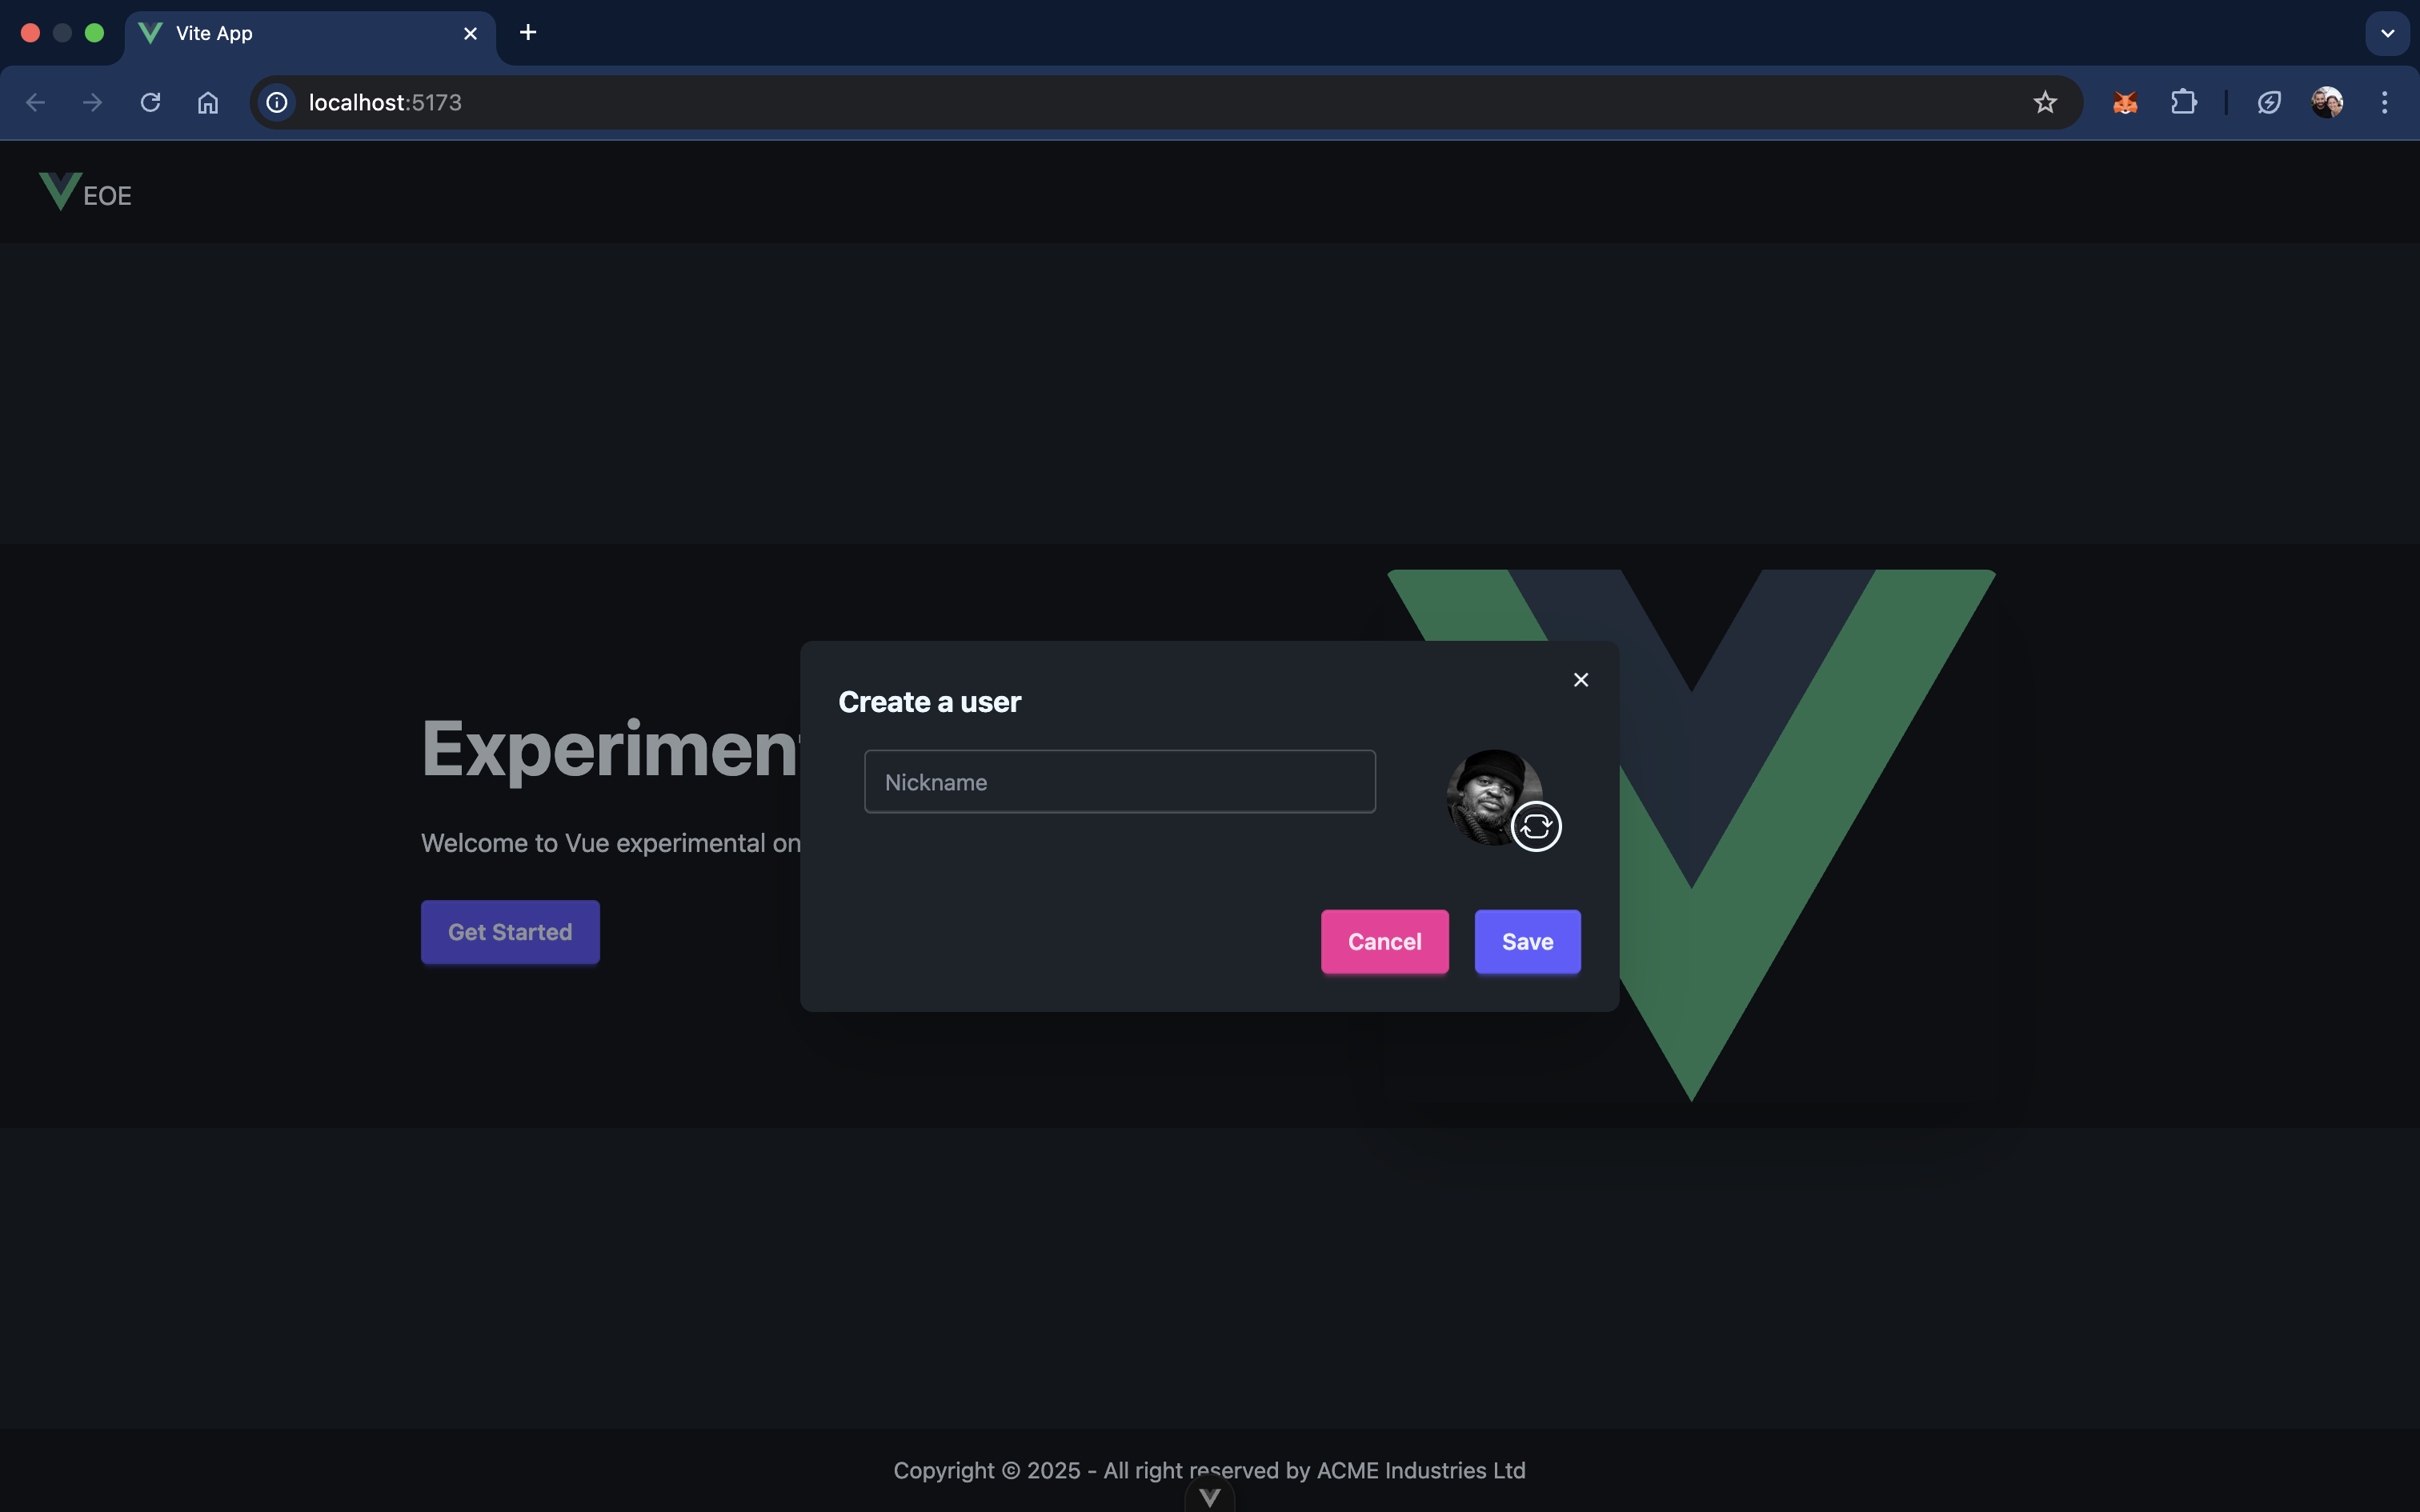 Vite App
localhost:5173
EOE
Create a user
Nickname
Experimen
Welcome to Vue experimental on
Get Started
Cancel
Save
Copyright © 2025 - All right reserved by ACME Industries Ltd